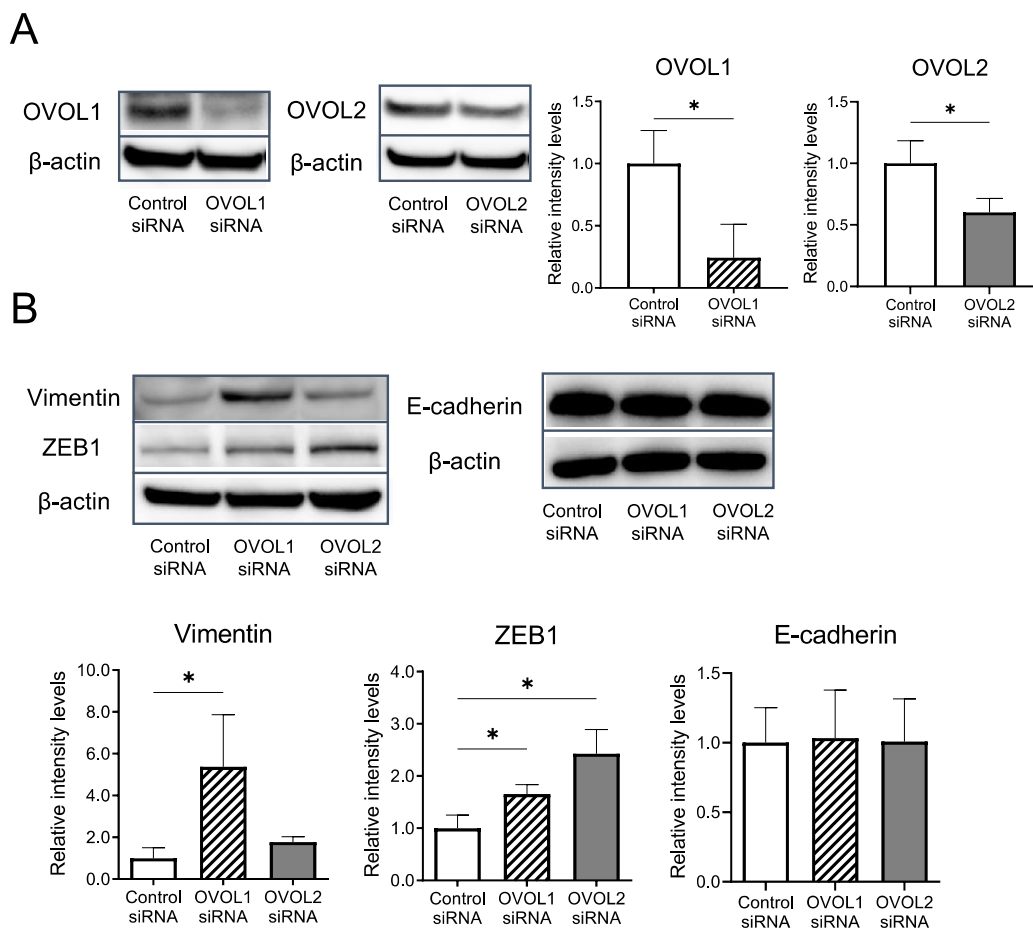 A
OVOL1
β-actin
Control siRNA
OVOL1 siRNA
OVOL2
β-actin
Control siRNA
OVOL2 siRNA
OVOL1
Relative intensity levels
1.5
1.0
0.5
0.0
*
Control siRNA
OVOL1 siRNA
OVOL2
Relative intensity levels
1.5
1.0
0.5
0.0
*
Control siRNA
OVOL2 siRNA
B
Vimentin
ZEB1
β-actin
Control siRNA
OVOL1 siRNA
OVOL2 siRNA
E-cadherin
β-actin
Control siRNA
OVOL1 siRNA
OVOL2 siRNA
Vimentin
Relative intensity levels
10.0
8.0
6.0
4.0
2.0
0.0
*
Control siRNA
OVOL1 siRNA
OVOL2 siRNA
ZEB1
Relative intensity levels
4.0
3.0
2.0
1.0
0.0
*
*
Control siRNA
OVOL1 siRNA
OVOL2 siRNA
E-cadherin
Relative intensity levels
1.5
1.0
0.5
0.0
Control siRNA
OVOL1 siRNA
OVOL2 siRNA